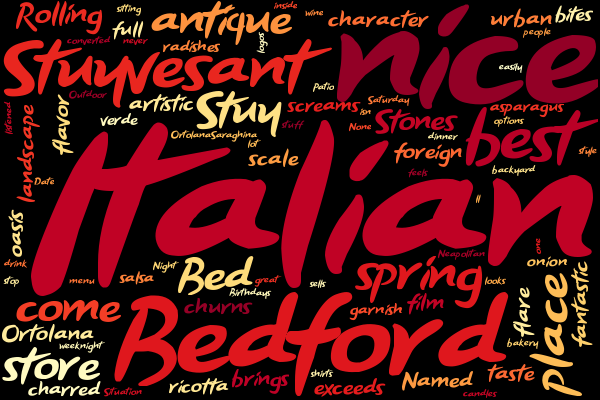 Rolling
sitting
full
antique
inside
wine
character
urban
bites
people
converted
never
radishes
logos
Stuyvesant
nice
easily
Outdoor
patio
artistic
Stuy
screams
Saturday
isn
asparagus
options
listened
landscape
flavor
verde
OrtolanaSaraghina
stuff
None
Stones
dinner
best
style
lot
scale
foreign
feels
backyard
Date
Italian
ll
oasis
drink
stop
menu
salsa
Night
Bed
great
Birthdays
sells
Neapolitan
spring
looks
one
onion
fantastic
come
churns
garnish
film
flare
place
Ortolana
weeknight
Bedford
bakery
store
charred
Situation
ricotta
brings
shirts
exceeds
Named
taste
candles